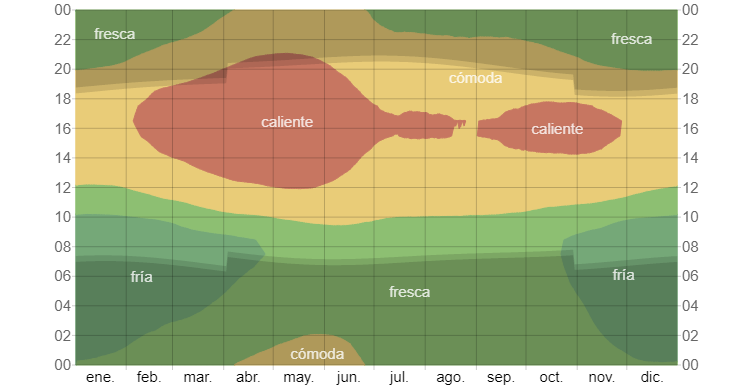 00 00
fresca
22 fresca 22
20 cómoda 20
18 18
16 caliente caliente 16
14 14
12 12
10 10
08 08
06 fría fría 06
fresca
04 04
02 02
cómoda
00 00
ene. feb. mar. abr. may. jun. jul. ago. sep. oct. nov. dic.